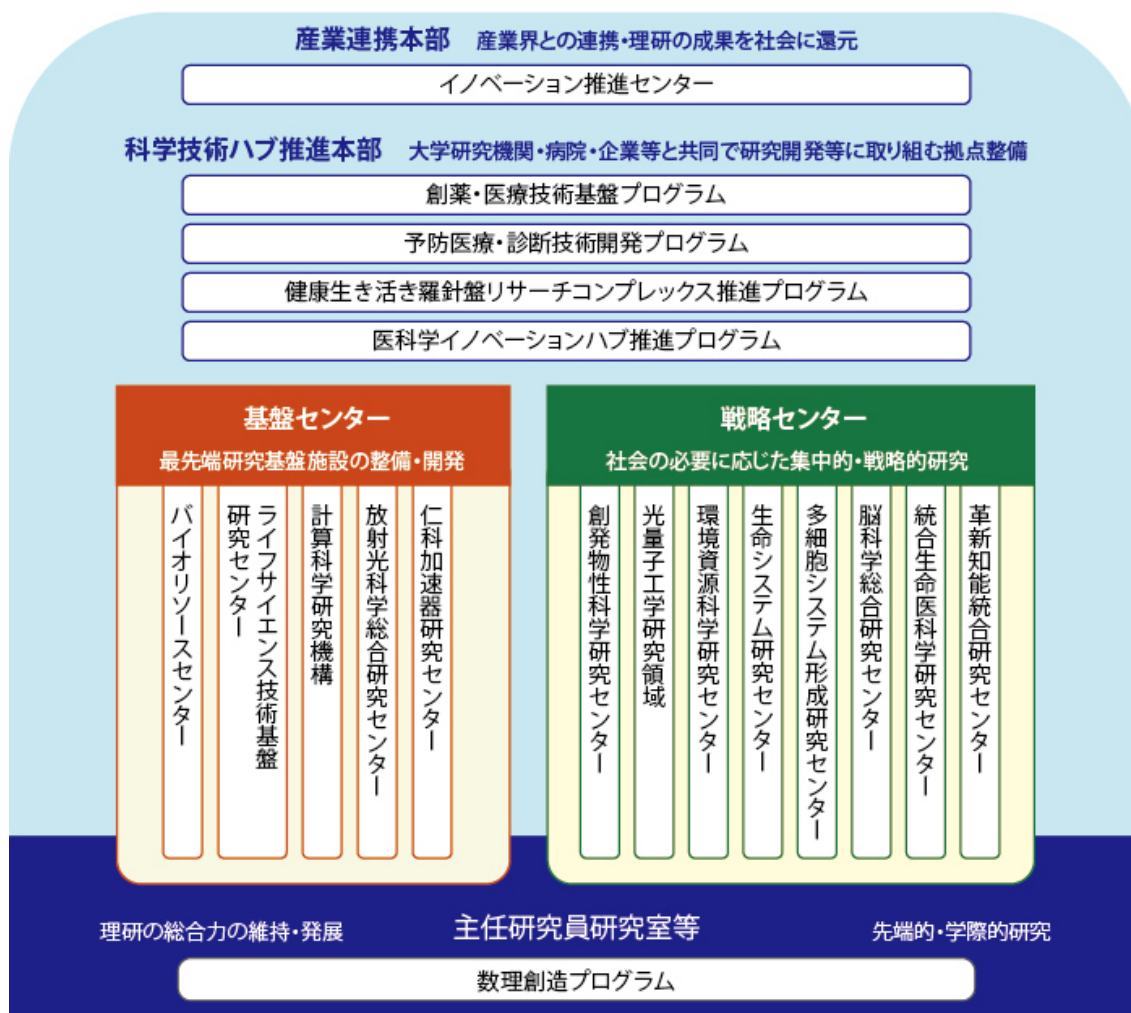 産業連携本部 産業界との連携・理研の成果を社会に還元
イノベーション推進センター
科学技術ハブ推進本部 大学研究機関・病院・企業等と共同で研究開発等に取り組む拠点整備
創薬・医療技術基盤プログラム
予防医療・診断技術開発プログラム
健康生き活き羅針盤リサーチコンプレックス推進プログラム
医科学イノベーションハブ推進プログラム
基盤センター
最先端研究基盤施設の整備・開発
バイオリソースセンター
ライフサイエンス技術基盤
研究センター
計算科学研究機構
放射光科学総合研究センター
仁科加速器研究センター
戦略センター
社会の必要に応じた集中的・戦略的研究
創発物性科学研究センター
光量子工学研究領域
環境資源科学研究センター
生命システム研究センター
多細胞システム形成研究センター
脳科学総合研究センター
統合生命医科学研究センター
革新知能統合研究センター
理研の総合力の維持・発展
主任研究員研究室等
先端的・学際的研究
数理創造プログラム